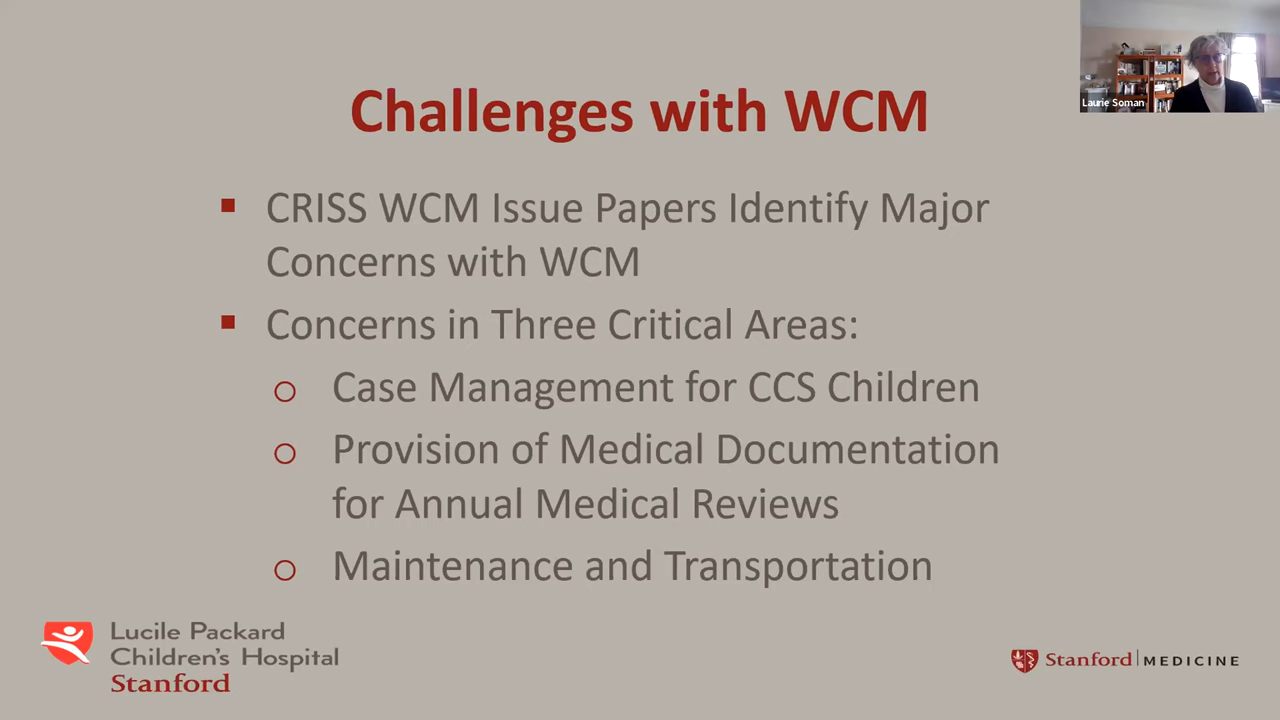 Challenges with WCM
Laurie Soman
CRISS WCM Issue Papers Identify Major
Concerns with WCM
Concerns in Three Critical Areas:
Case Management for CCS Children
Provision of Medical Documentation
for Annual Medical Reviews
Maintenance and Transportation
Lucile Packard
Children's Hospital
Stanford
Stanford MEDICINE